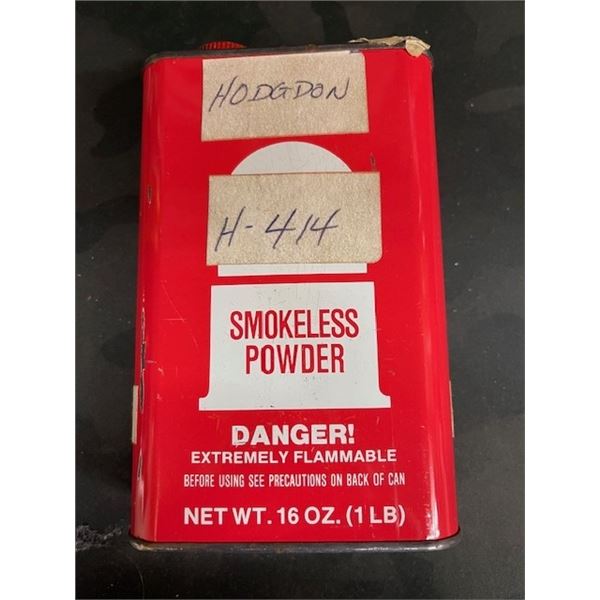 HODGDON
H-414
SMOKELESS
POWDER
DANGER!
EXTREMELY FLAMMABLE
BEFORE USING SEE PRECAUTIONS ON BACK OF CAN
NET WT. 16 OZ. (1 LB)